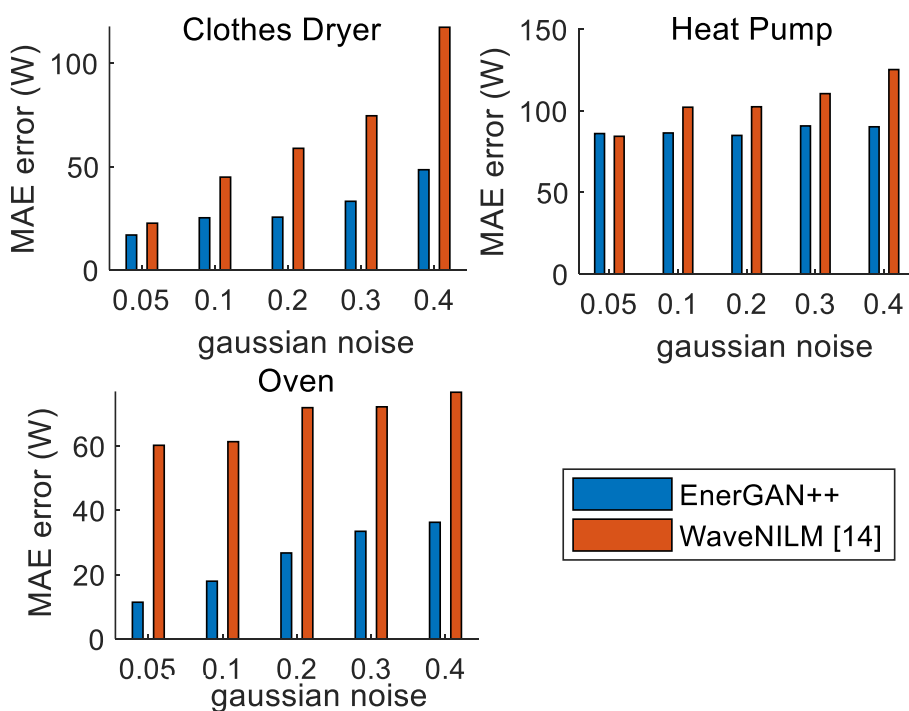 Clothes Dryer
MAE error (W)
100
50
0
0.05 0.1 0.2 0.3 0.4
gaussian noise
Heat Pump
MAE error (W)
150
100
50
0
0.05 0.1 0.2 0.3 0.4
gaussian noise
Oven
MAE error (W)
60
40
20
0
0.05 0.1 0.2 0.3 0.4
gaussian noise
EnerGAN++
WaveNILM [14]